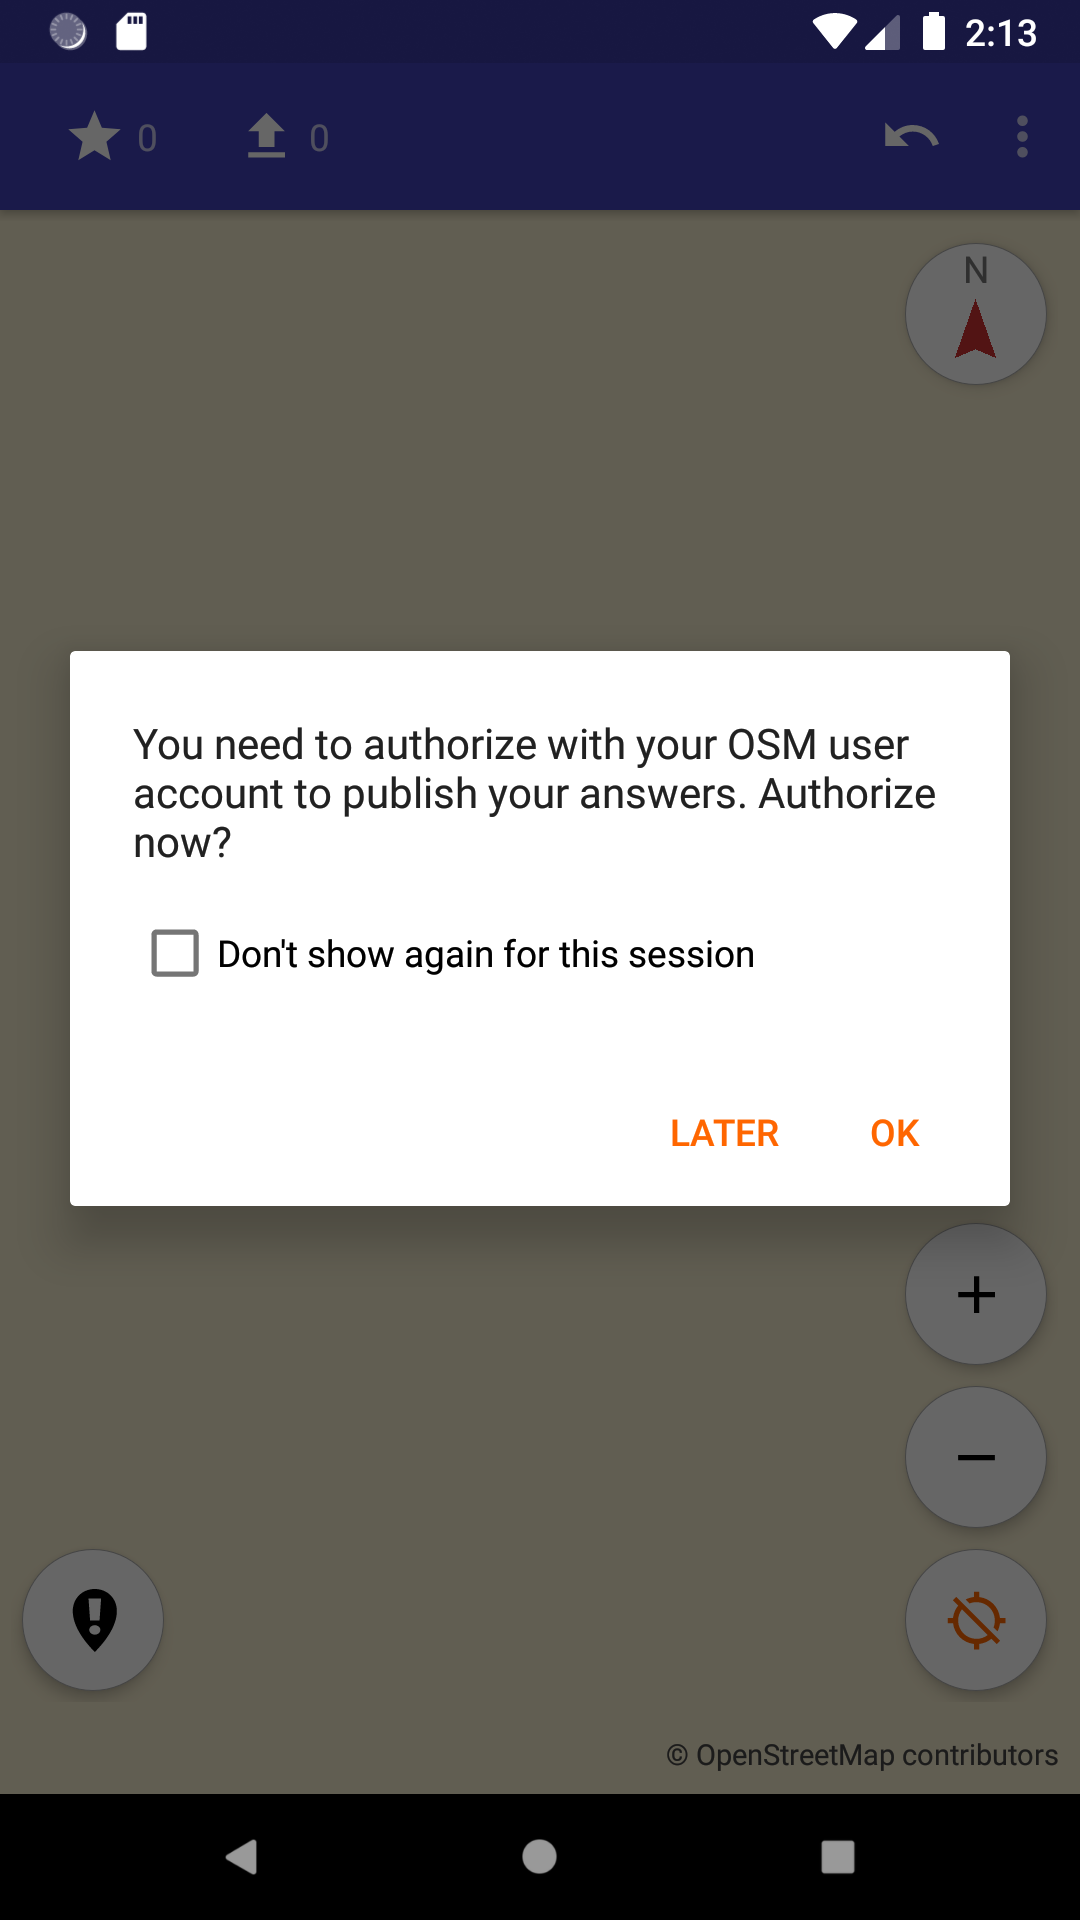 2:13
0
0
N
You need to authorize with your OSM user
account to publish your answers. Authorize
now?
Don't show again for this session
LATER
OK
© OpenStreetMap contributors